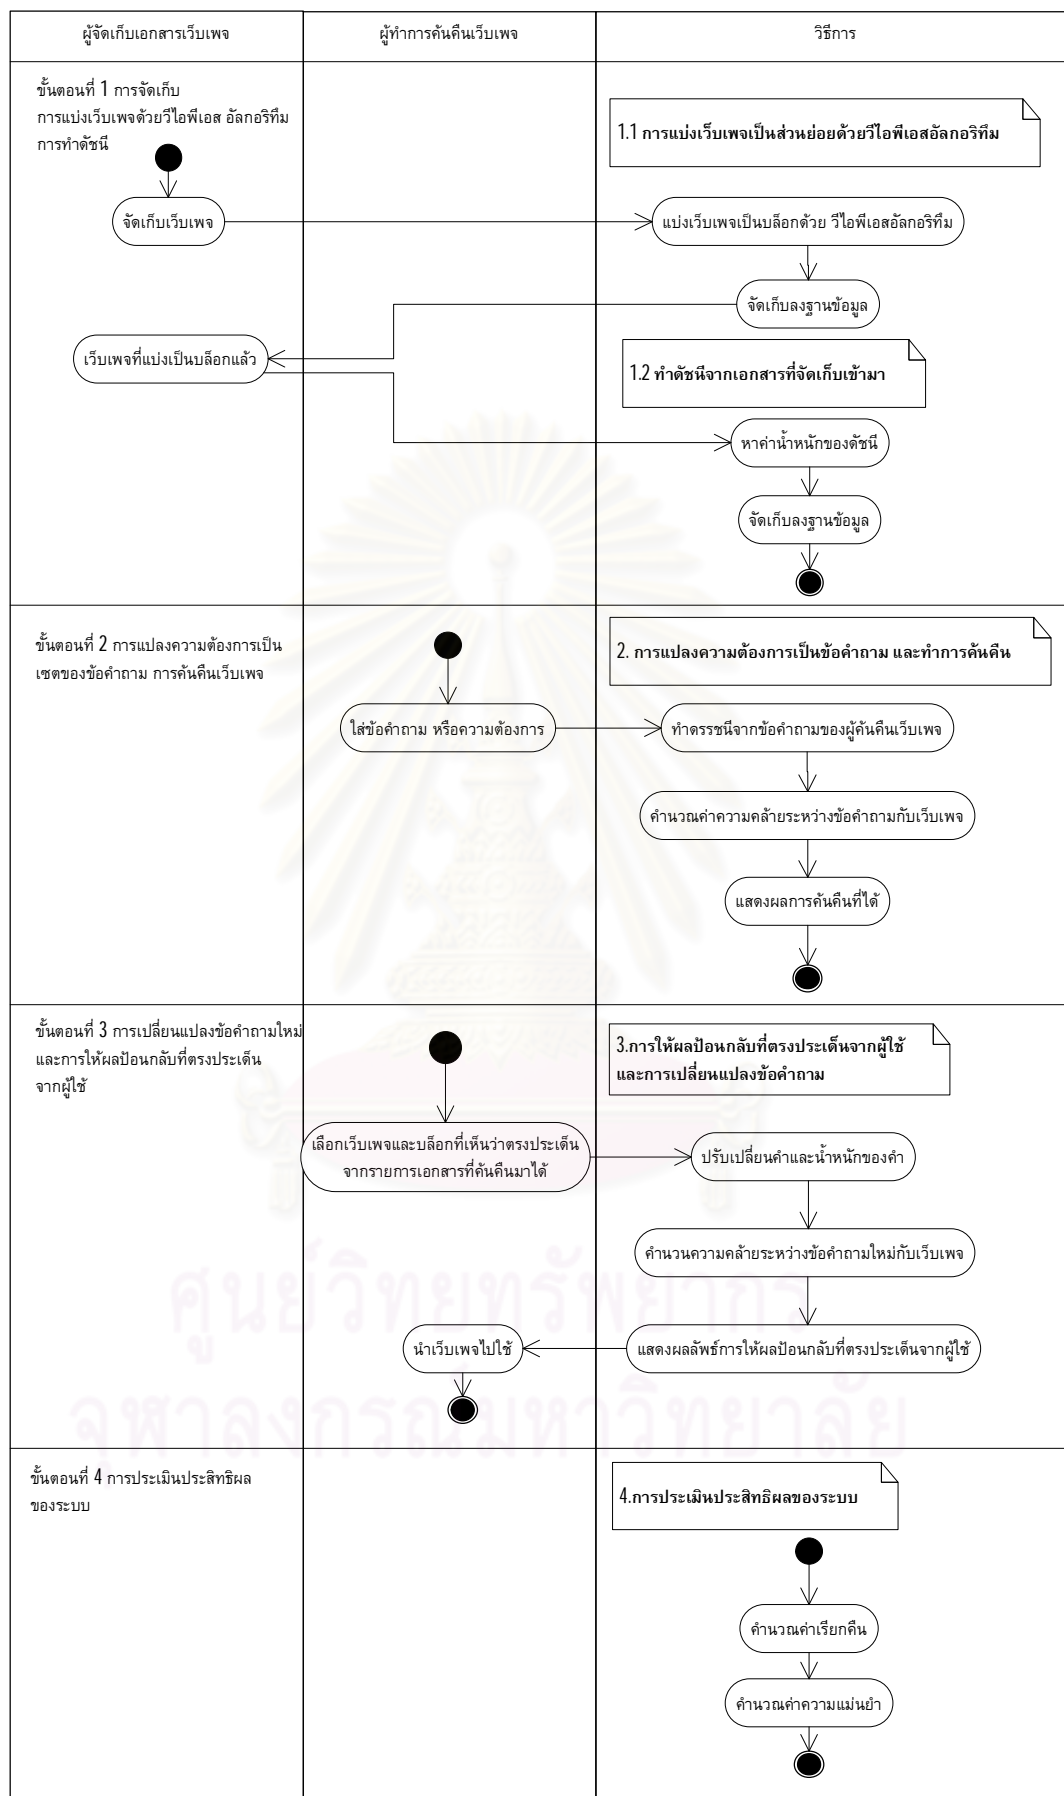 ผู้จัดเก็บเอกสารเว็บเพจ
ผู้ทำการค้นคืนเว็บเพจ
วิธีการ
ขั้นตอนที่ 1 การจัดเก็บ
การแบ่งเว็บเพจด้วยวีไอพีเอส อัลกอริทึม
การทำดัชนี
1.1 การแบ่งเว็บเพจเป็นส่วนย่อยด้วยวีไอพีเอสอัลกอริทึม
จัดเก็บเว็บเพจ
แบ่งเว็บเพจเป็นบล็อกด้วย วีไอพีเอสอัลกอริทึม
จัดเก็บลงฐานข้อมูล
เว็บเพจที่แบ่งเป็นบล็อกแล้ว
1.2 ทำดัชนีจากเอกสารที่จัดเก็บเข้ามา
หาค่าน้ำหนักของดัชนี
จัดเก็บลงฐานข้อมูล
ขั้นตอนที่ 2 การแปลงความต้องการเป็น
เซตของข้อคำถาม การค้นคืนเว็บเพจ
2. การแปลงความต้องการเป็นข้อคำถาม และทำการค้นคืน
ใส่ข้อคำถาม หรือความต้องการ
ทำดรรชนีจากข้อคำถามของผู้ค้นคืนเว็บเพจ
คำนวณค่าความคล้ายระหว่างข้อคำถามกับเว็บเพจ
แสดงผลการค้นคืนที่ได้
ขั้นตอนที่ 3 การเปลี่ยนแปลงข้อคำถามใหม่
และการให้ผลป้อนกลับที่ตรงประเด็น
จากผู้ใช้
3.การให้ผลป้อนกลับที่ตรงประเด็นจากผู้ใช้
และการเปลี่ยนแปลงข้อคำถาม
เลือกเว็บเพจและบล็อกที่เห็นว่าตรงประเด็น
จากรายการเอกสารที่ค้นคืนมาได้
ปรับเปลี่ยนคำและน้ำหนักของคำ
คำนวนความคล้ายระหว่างข้อคำถามใหม่กับเว็บเพจ
ศูนย์วิทยทรัพยากร
นำเว็บเพจไปใช้
แสดงผลลัพธ์การให้ผลป้อนกลับที่ตรงประเด็นจากผู้ใช้
จุฬาลงกรณ์มหาวิทยาลัย
ขั้นตอนที่ 4 การประเมินประสิทธิผล
ของระบบ
4.การประเมินประสิทธิผลของระบบ
คำนวณค่าเรียกคืน
คำนวณค่าความแม่นยำ